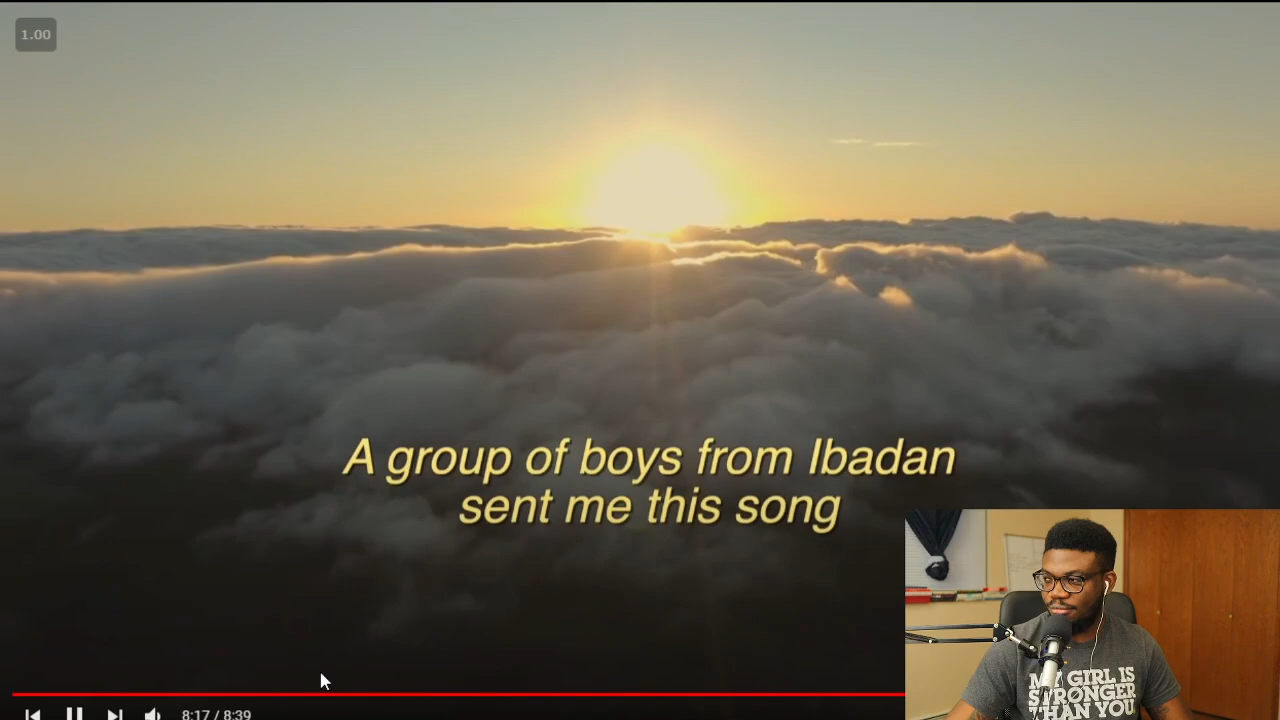 1.00
A group of boys from Ibadan
sent me this song
MY GIRL IS
STRONGER
THAN YOU
8:17 / 8:39